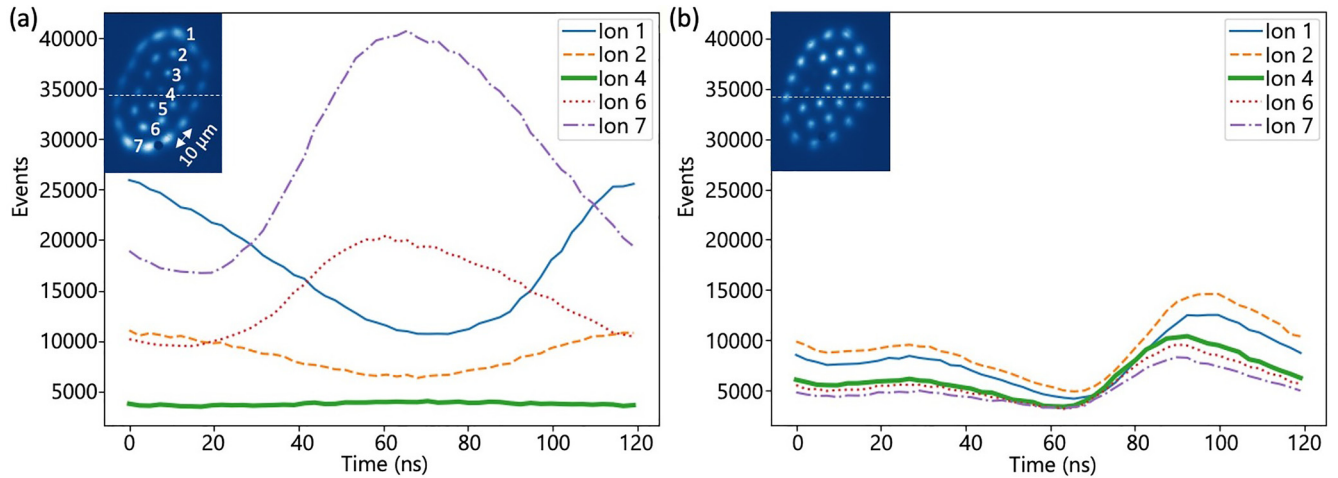 (a)
40000
35000
30000
25000
20000
15000
10000
5000
Events
0
20
40
60
80
100
120
Time (ns)
1
2
3
4
5
6
7
10 μm
Ion 1
Ion 2
Ion 4
Ion 6
Ion 7
(b)
40000
35000
30000
25000
20000
15000
10000
5000
Events
0
20
40
60
80
100
120
Time (ns)
Ion 1
Ion 2
Ion 4
Ion 6
Ion 7